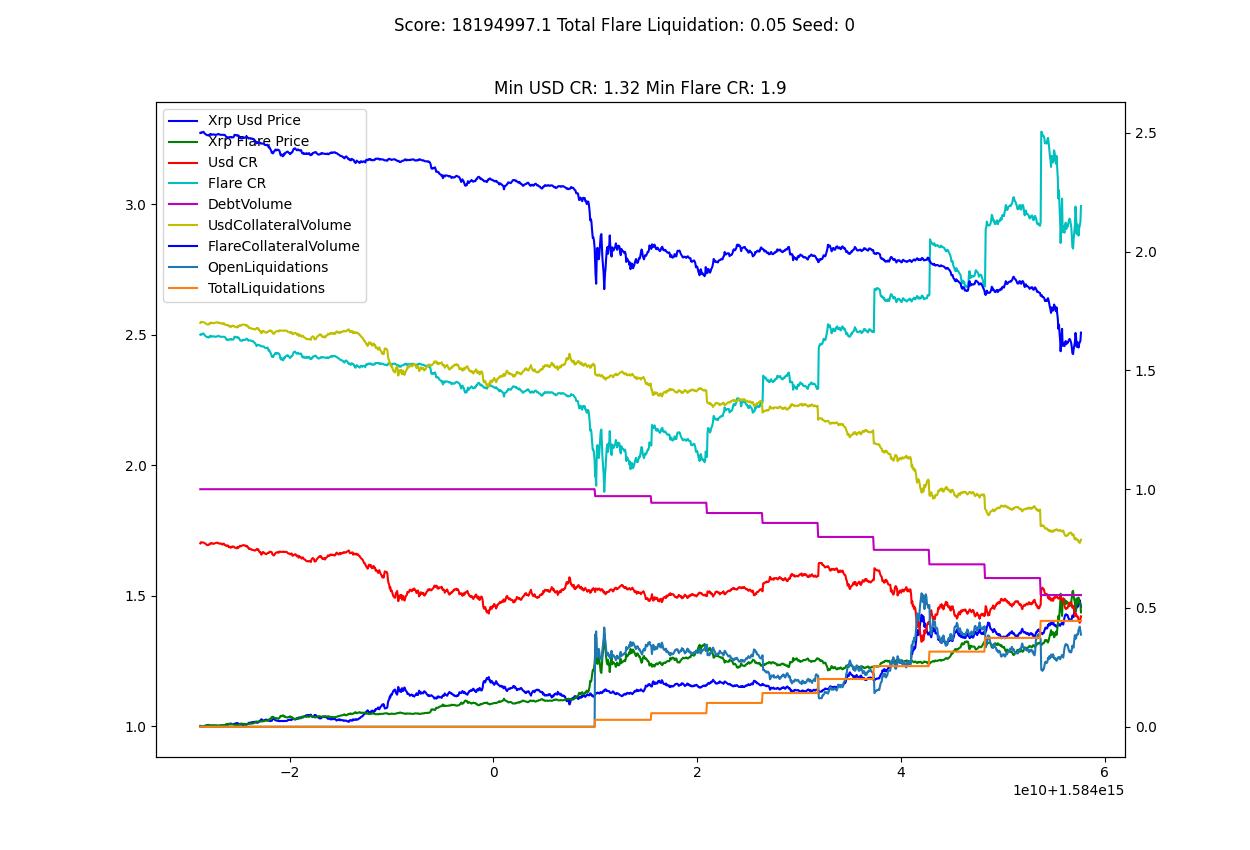 Score: 18194997.1 Total Flare Liquidation: 0.05 Seed: 0
Min USD CR: 1.32 Min Flare CR: 1.9
Xrp Usd Price
Xrp Flare Price
Usd CR
Flare CR
DebtVolume
UsdCollateralVolume
FlareCollateralVolume
OpenLiquidations
TotalLiquidations
3.0
2.5
2.0
1.5
1.0
2.5
2.0
1.5
1.0
0.5
0.0
−2 0 2 4 6
1e10+1.584e15